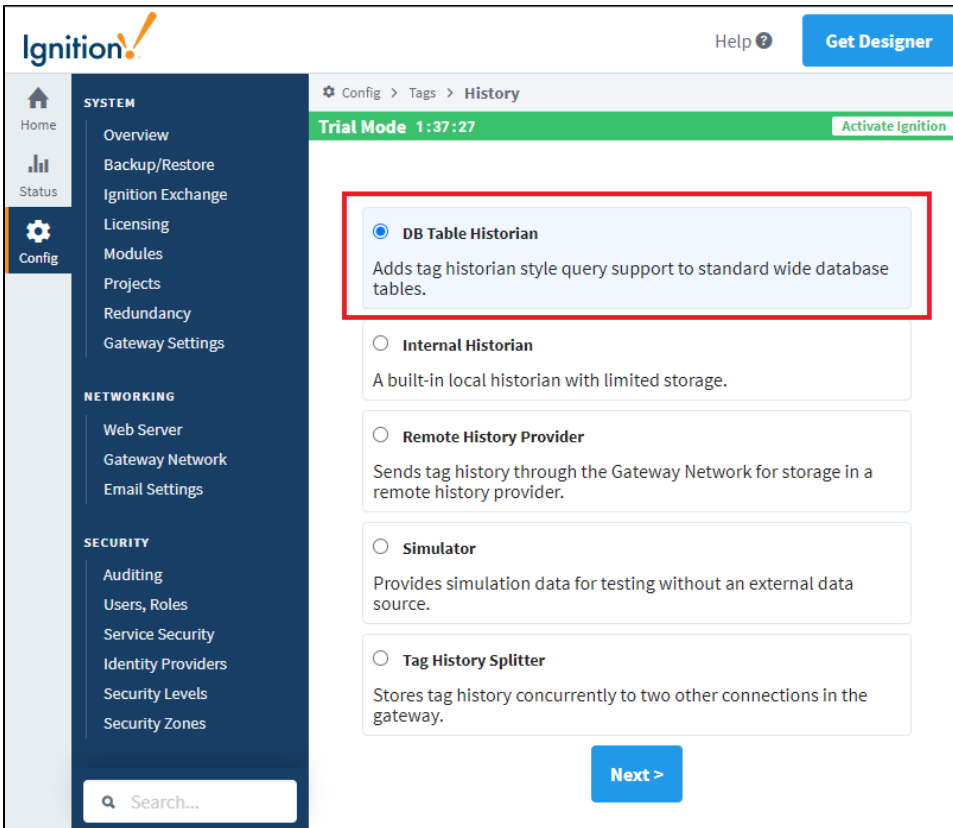 Ignition!
Help ?
Get Designer
Home
Status
Config
SYSTEM
Overview
Backup/Restore
Ignition Exchange
Licensing
Modules
Projects
Redundancy
Gateway Settings
NETWORKING
Web Server
Gateway Network
Email Settings
SECURITY
Auditing
Users, Roles
Service Security
Identity Providers
Security Levels
Security Zones
Search...
Config > Tags > History
Trial Mode 1:37:27
Activate Ignition
DB Table Historian
Adds tag historian style query support to standard wide database
tables.
Internal Historian
A built-in local historian with limited storage.
Remote History Provider
Sends tag history through the Gateway Network for storage in a
remote history provider.
Simulator
Provides simulation data for testing without an external data
source.
Tag History Splitter
Stores tag history concurrently to two other connections in the
gateway.
Next >